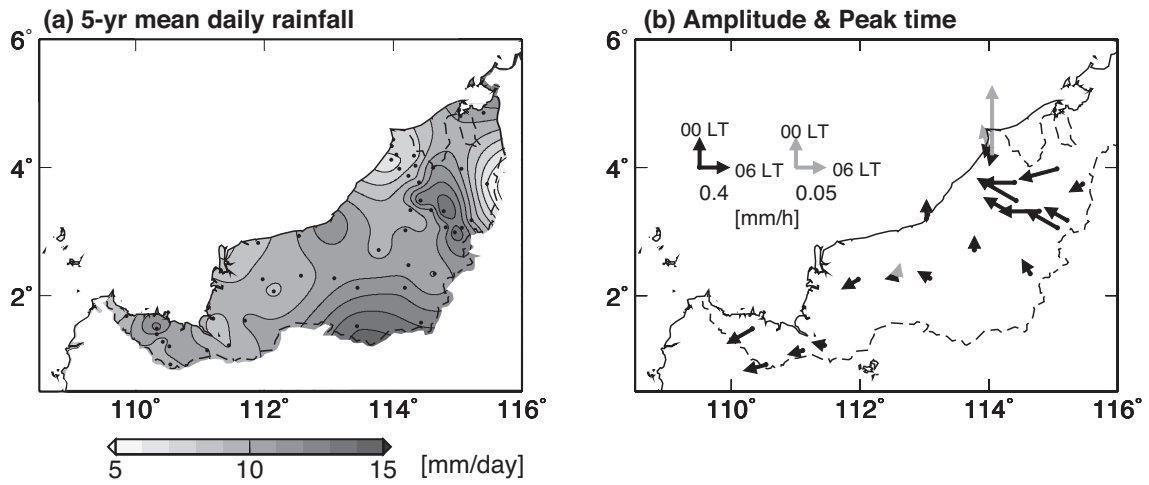 (a) 5-yr mean daily rainfall
6°
4°
2°
110° 112° 114° 116°
5 10 15 [mm/day]
(b) Amplitude & Peak time
6°
4°
2°
00 LT 00 LT
06 LT 06 LT
0.4 0.05
[mm/h]
110° 112° 114° 116°